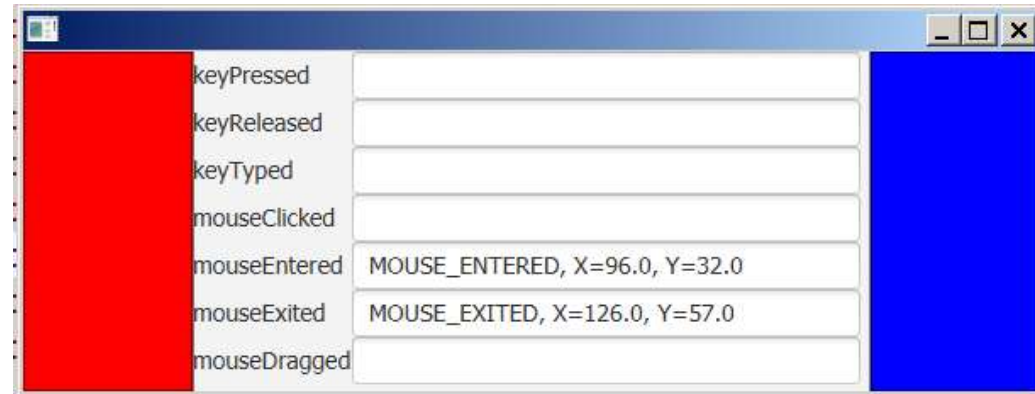 keyPressed
keyReleased
keyTyped
mouseClicked
mouseEntered MOUSE_ENTERED, X=96.0, Y=32.0
mouseExited MOUSE_EXITED, X=126.0, Y=57.0
mouseDragged